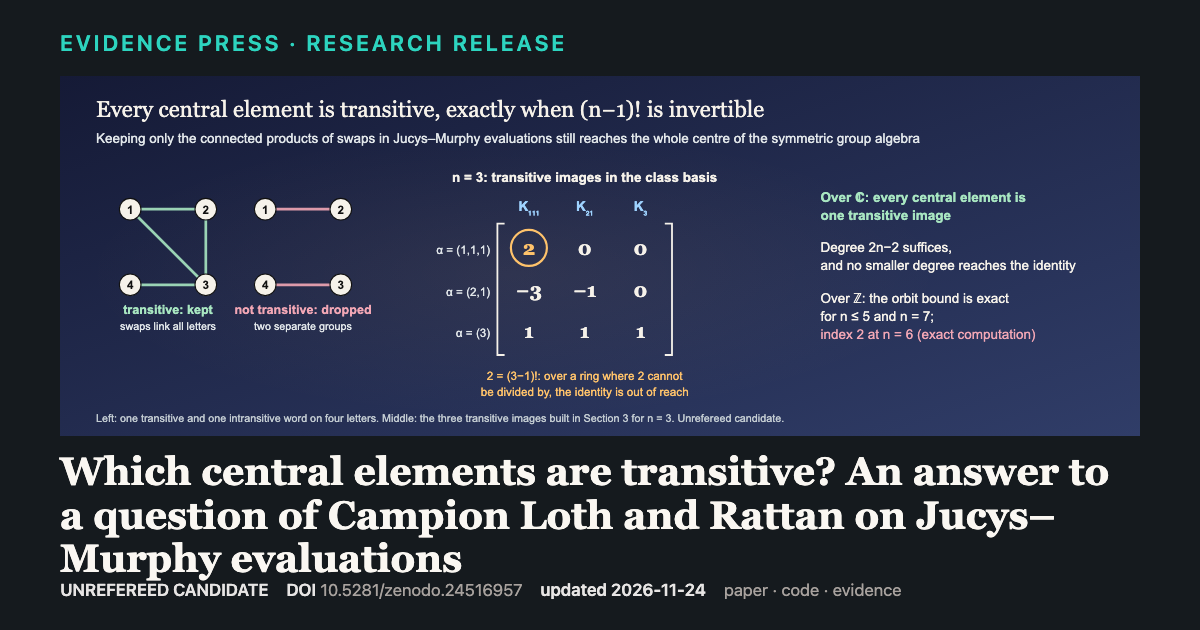 EVIDENCE PRESS · RESEARCH RELEASE
Every central element is transitive, exactly when (n−1)! is invertible
Keeping only the connected products of swaps in Jucys–Murphy evaluations still reaches the whole centre of the symmetric group algebra
1 2
4 3
transitive: kept
swaps link all letters
1 2
4 3
not transitive: dropped
two separate groups
n = 3: transitive images in the class basis
K₁₁₁ K₂₁ K₃
α = (1,1,1) 2 0 0
α = (2,1) −3 −1 0
α = (3) 1 1 1
2 = (3−1)!: over a ring where 2 cannot
be divided by, the identity is out of reach
Over ℂ: every central element is
one transitive image
Degree 2n−2 suffices,
and no smaller degree reaches the identity
Over ℤ: the orbit bound is exact
for n ≤ 5 and n = 7;
index 2 at n = 6 (exact computation)
Left: one transitive and one intransitive word on four letters. Middle: the three transitive images built in Section 3 for n = 3. Unrefereed candidate.
Which central elements are transitive? An answer to
a question of Campion Loth and Rattan on Jucys–
Murphy evaluations
UNREFEREED CANDIDATE DOI 10.5281/zenodo.24516957 updated 2026-11-24 paper · code · evidence